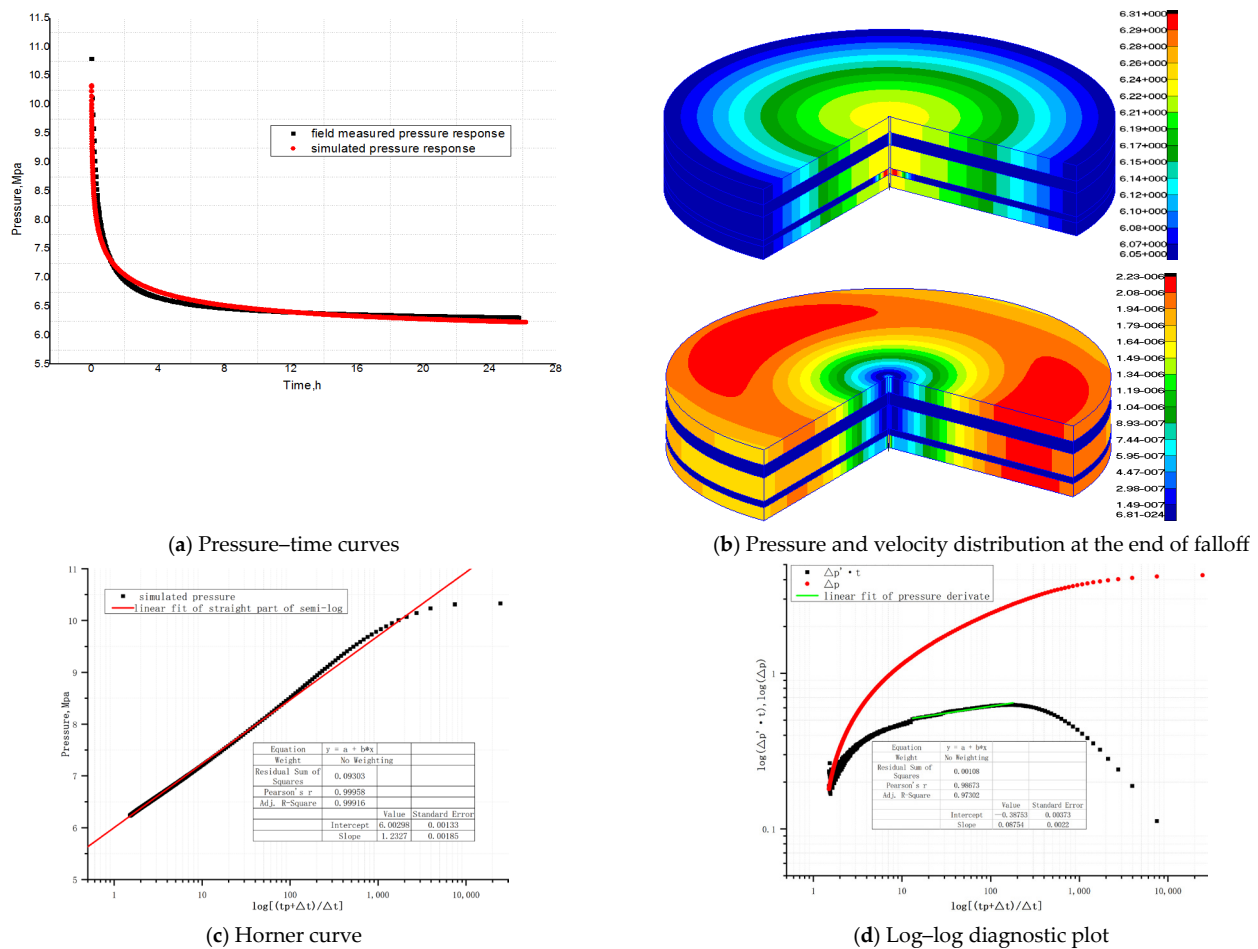 11.5
11.0
10.5
10.0
9.5
9.0
8.5
8.0
7.5
7.0
6.5
6.0
5.5
Pressure,Mpa
field measured pressure response
simulated pressure response
0 4 8 12 16 20 24 28
Time,h
(a) Pressure–time curves
6.31+000
6.29+000
6.28+000
6.26+000
6.24+000
6.22+000
6.21+000
6.19+000
6.17+000
6.15+000
6.14+000
6.12+000
6.10+000
6.08+000
6.07+000
6.05+000
2.23-006
2.08-006
1.94-006
1.79-006
1.64-006
1.49-006
1.34-006
1.19-006
1.04-006
8.93-007
7.44-007
5.95-007
4.47-007
2.98-007
1.49-007
6.81-024
(b) Pressure and velocity distribution at the end of falloff
11
10
9
8
7
6
5
Pressure,Mpa
simulated pressure
linear fit of straight part of semi-log
Equation y = a + b*x
Weight No Weighting
Residual Sum of Squares 0.09303
Pearson's r 0.99958
Adj. R-Square 0.99916
Value Standard Error
Intercept 6.00298 0.00133
Slope 1.2327 0.00185
1 10 100 1,000 10,000
log[(tp+△t)/△t]
(c) Horner curve
△p'·t
△p
linear fit of pressure derivate
1
0.1
log(△p'·t),log(△p)
Equation y = a + b*x
Weight No Weighting
Residual Sum of Squares 0.00108
Pearson's r 0.98673
Adj. R-Square 0.97302
Value Standard Error
Intercept −0.38753 0.00373
Slope 0.08754 0.0022
1 10 100 1,000 10,000
log[(tp+△t)/△t]
(d) Log–log diagnostic plot